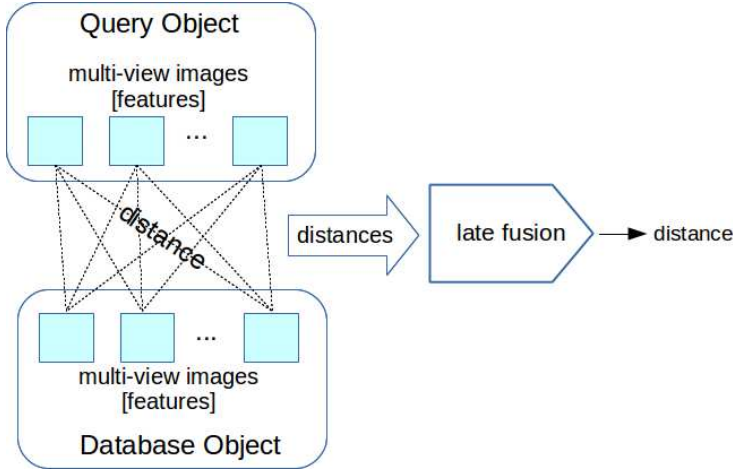 Query Object
multi-view images
[features]
...
distance
distances
late fusion
distance
...
multi-view images
[features]
Database Object